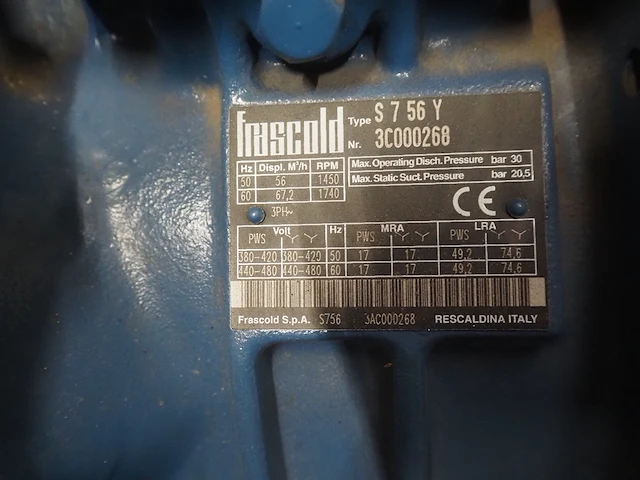 frascold Type S 7 56 Y
Nr. 3C000268
Hz Displ. M³/h RPM
50 56 1450
60 67,2 1740
Max. Operating Disch. Pressure bar 30
Max. Static Suct. Pressure bar 20,5
3PH~
CE
Volt Hz MRA LRA
PWS PWS PWS
380-420 380-420 50 17 17 49,2 74,6
440-480 440-480 60 17 17 49,2 74,6
Frascold S.p.A. S756 3AC000268 RESCALDINA ITALY